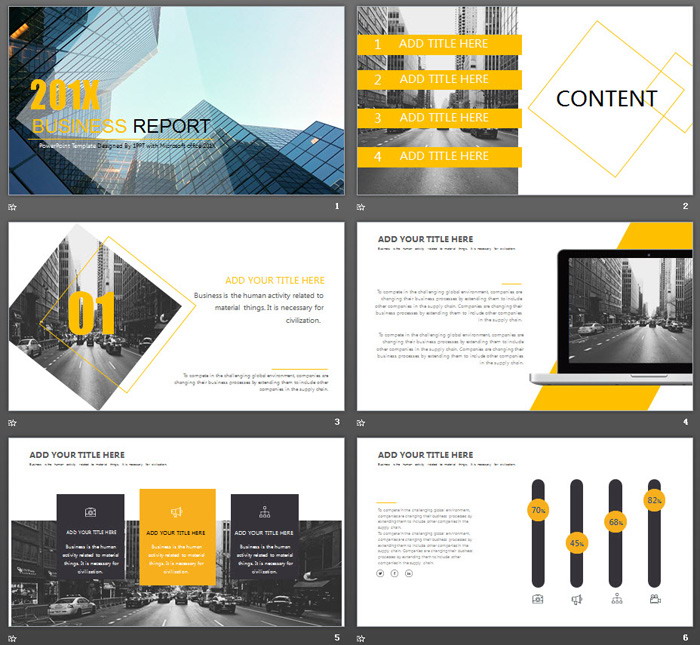 201X
BUSINESS REPORT
PowerPoint Template Designed By 1PPT with Microsoft office 201X
1
1 ADD TITLE HERE
2 ADD TITLE HERE
3 ADD TITLE HERE
4 ADD TITLE HERE
CONTENT
2
01
ADD YOUR TITLE HERE
Business is the human activity related to
material things. It is necessary for
civilization.
To compete in the challenging global environment, companies are
changing their business processes by extending them to include other
companies in the supply chain.
3
ADD YOUR TITLE HERE
Business is the human activity related to material things. It is necessary for civilization.
To compete in the challenging global environment, companies are
changing their business processes by extending them to include
other companies in the supply chain. Companies are changing their
business processes by extending them to include other companies
in the supply chain.
To compete in the challenging global environment, companies are
changing their business processes by extending them to include
other companies in the supply chain. Companies are changing their
business processes by extending them to include other companies
in the supply chain.
4
ADD YOUR TITLE HERE
Business is the human activity related to material things. It is necessary for civilization.
ADD YOUR TITLE HERE
Business is the human
activity related to material
things. It is necessary for
civilization.
ADD YOUR TITLE HERE
Business is the human
activity related to material
things. It is necessary for
civilization.
ADD YOUR TITLE HERE
Business is the human
activity related to material
things. It is necessary for
civilization.
5
ADD YOUR TITLE HERE
Business is the human activity related to material things. It is necessary for civilization.
To compete in the challenging global environment,
companies are changing their business processes by
extending them to include other companies in the
supply chain.
To compete in the challenging global environment,
companies are changing their business processes by
extending them to include other companies in the
supply chain. Companies are changing their business
processes by extending them to include other
companies in the supply chain.
70%
45%
68%
82%
6